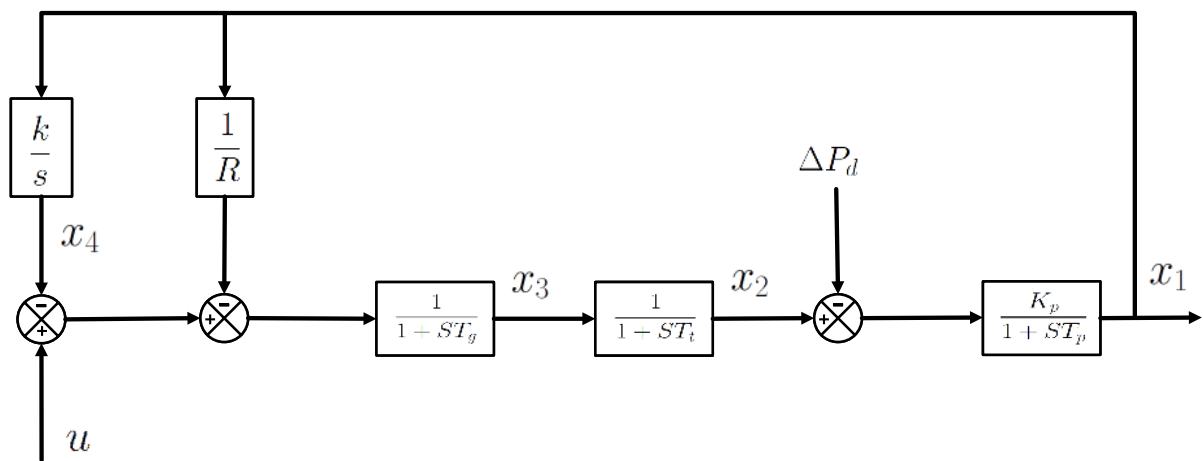 k
s
1
R
ΔP_d
x_4
x_3
x_2
x_1
-
+
+
-
+
-
1
1 + ST_g
1
1 + ST_t
K_p
1 + ST_p
u